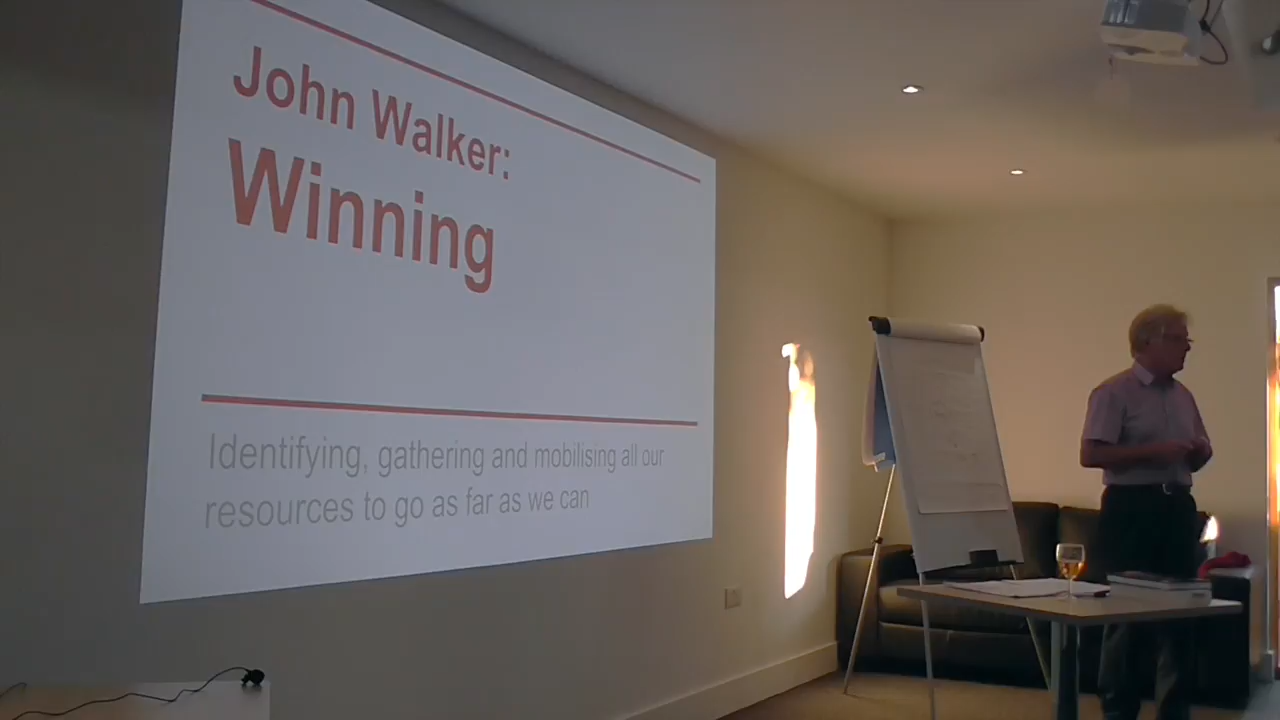 John Walker:
Winning
Identifying, gathering and mobilising all our
resources to go as far as we can